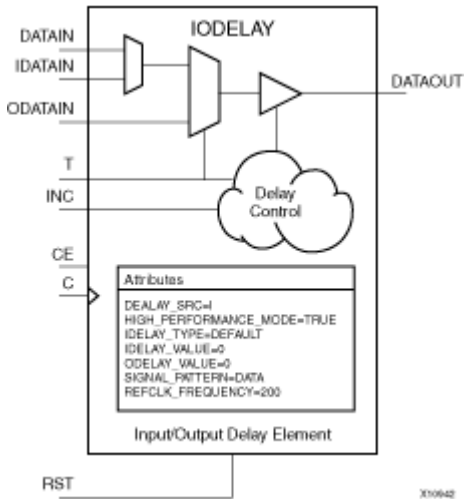 IODELAY
DATAIN
IDATAIN
ODATAIN
DATAOUT
T
INC
Delay
Control
CE
C
Attributes
DEALAY_SRC=I
HIGH_PERFORMANCE_MODE=TRUE
IDELAY_TYPE=DEFAULT
IDELAY_VALUE=0
ODELAY_VALUE=0
SIGNAL_PATTERN=DATA
REFCLK_FREQUENCY=200
Input/Output Delay Element
RST
X10942